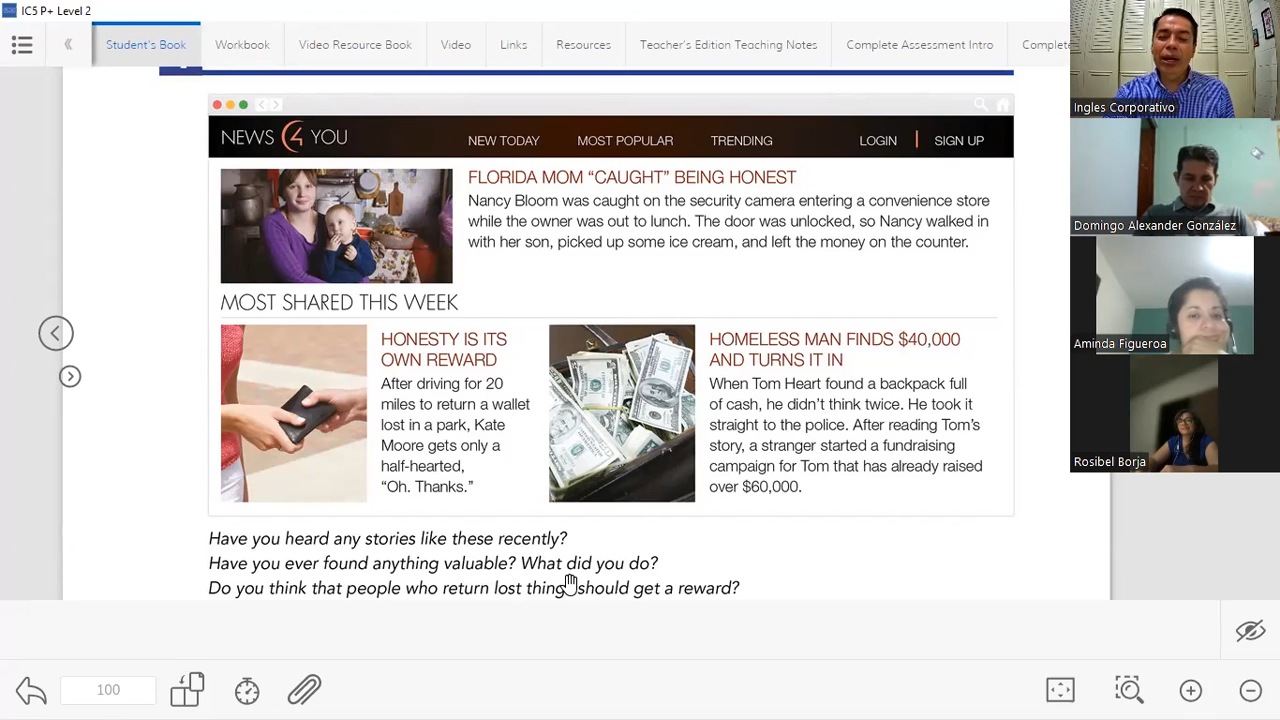 IC5 P+ Level 2
Student's Book
Workbook
Video Resource Book
Video
Links
Resources
Teacher's Edition Teaching Notes
Complete Assessment Intro
Complete
NEWS 4 YOU
NEW TODAY
MOST POPULAR
TRENDING
LOGIN
SIGN UP
FLORIDA MOM “CAUGHT” BEING HONEST
Nancy Bloom was caught on the security camera entering a convenience store
while the owner was out to lunch. The door was unlocked, so Nancy walked in
with her son, picked up some ice cream, and left the money on the counter.
MOST SHARED THIS WEEK
HONESTY IS ITS
OWN REWARD
After driving for 20
miles to return a wallet
lost in a park, Kate
Moore gets only a
half-hearted,
“Oh. Thanks.”
HOMELESS MAN FINDS $40,000
AND TURNS IT IN
When Tom Heart found a backpack full
of cash, he didn’t think twice. He took it
straight to the police. After reading Tom’s
story, a stranger started a fundraising
campaign for Tom that has already raised
over $60,000.
Have you heard any stories like these recently?
Have you ever found anything valuable? What did you do?
Do you think that people who return lost things should get a reward?
100
Ingles Corporativo
Domingo Alexander González
Aminda Figueroa
Rosibel Borja